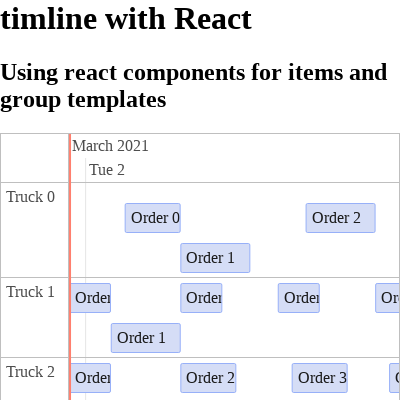 timline with React
Using react components for items and
group templates
March 2021
Tue 2
Truck 0
Order 0
Order 2
Order 1
Truck 1
Order
Order
Order
Or
Order 1
Truck 2
Order
Order 2
Order 3